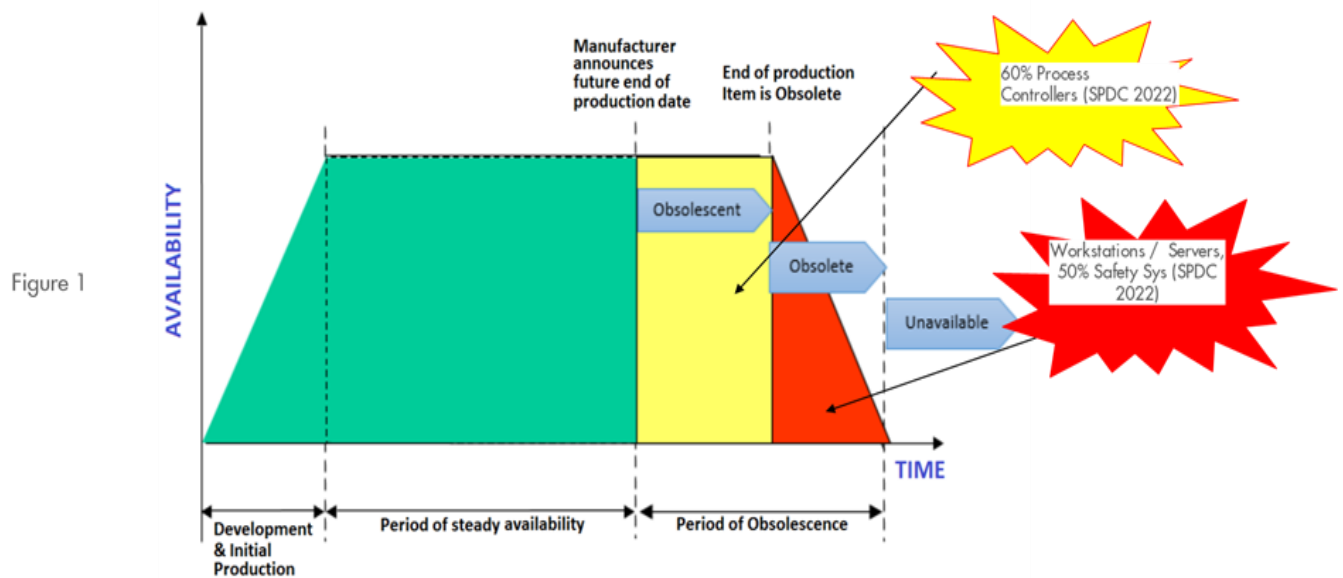 Manufacturer
announces
future end of
production date
End of production
Item is Obsolete
60% Process
Controllers (SPDC 2022)
AVAILABILITY
Obsolescent
Obsolete
Unavailable
Workstations / Servers,
50% Safety Sys (SPDC
2022)
Figure 1
TIME
Development
& Initial
Production
Period of steady availability
Period of Obsolescence